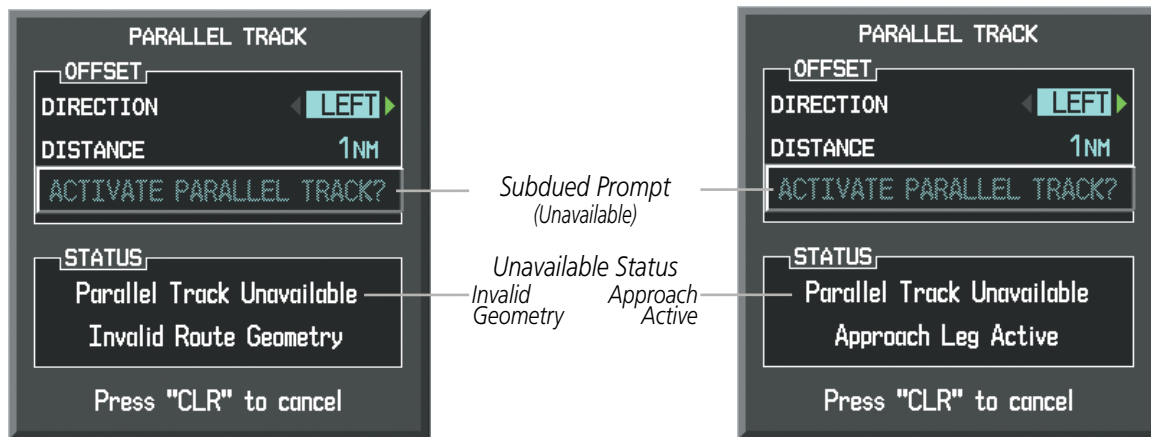 PARALLEL TRACK
OFFSET
DIRECTION LEFT
DISTANCE 1NM
ACTIVATE PARALLEL TRACK?
STATUS
Parallel Track Unavailable
Invalid Route Geometry
Press "CLR" to cancel
Subdued Prompt
(Unavailable)
Unavailable Status
Invalid
Geometry
Approach
Active
PARALLEL TRACK
OFFSET
DIRECTION LEFT
DISTANCE 1NM
ACTIVATE PARALLEL TRACK?
STATUS
Parallel Track Unavailable
Approach Leg Active
Press "CLR" to cancel